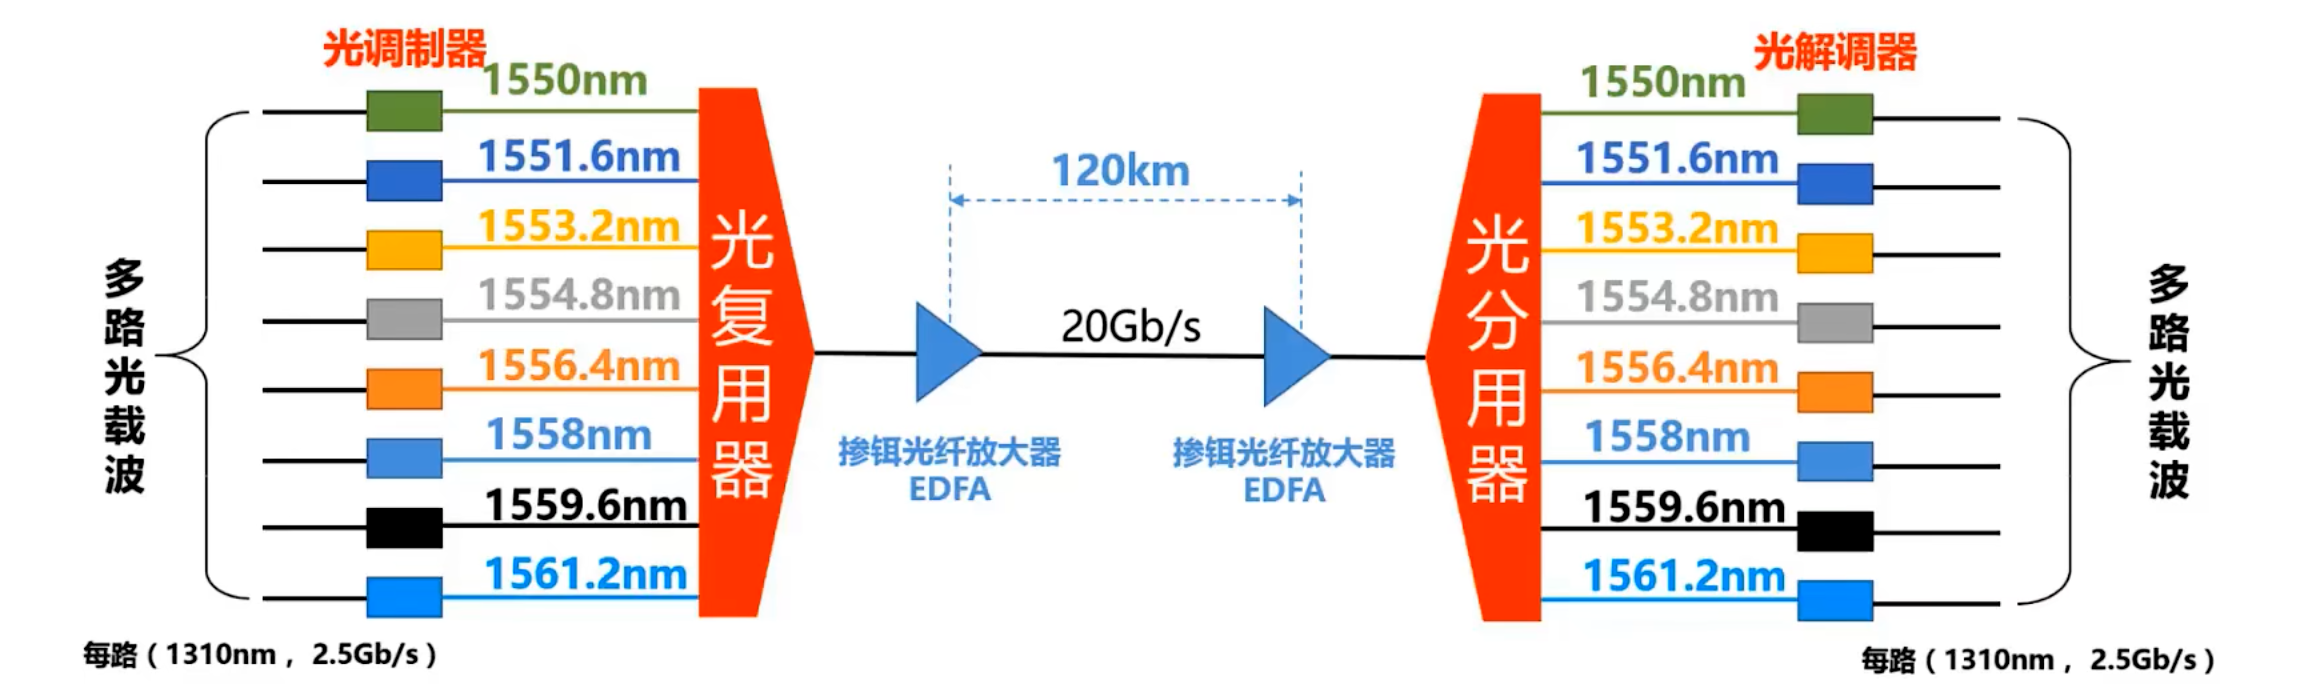 光调制器
1550nm
1551.6nm
1553.2nm
1554.8nm
1556.4nm
1558nm
1559.6nm
1561.2nm
多路光载波
每路（1310nm，2.5Gb/s）
光复用器
120km
20Gb/s
掺铒光纤放大器
EDFA
掺铒光纤放大器
EDFA
光分用器
光解调器
1550nm
1551.6nm
1553.2nm
1554.8nm
1556.4nm
1558nm
1559.6nm
1561.2nm
多路光载波
每路（1310nm，2.5Gb/s）